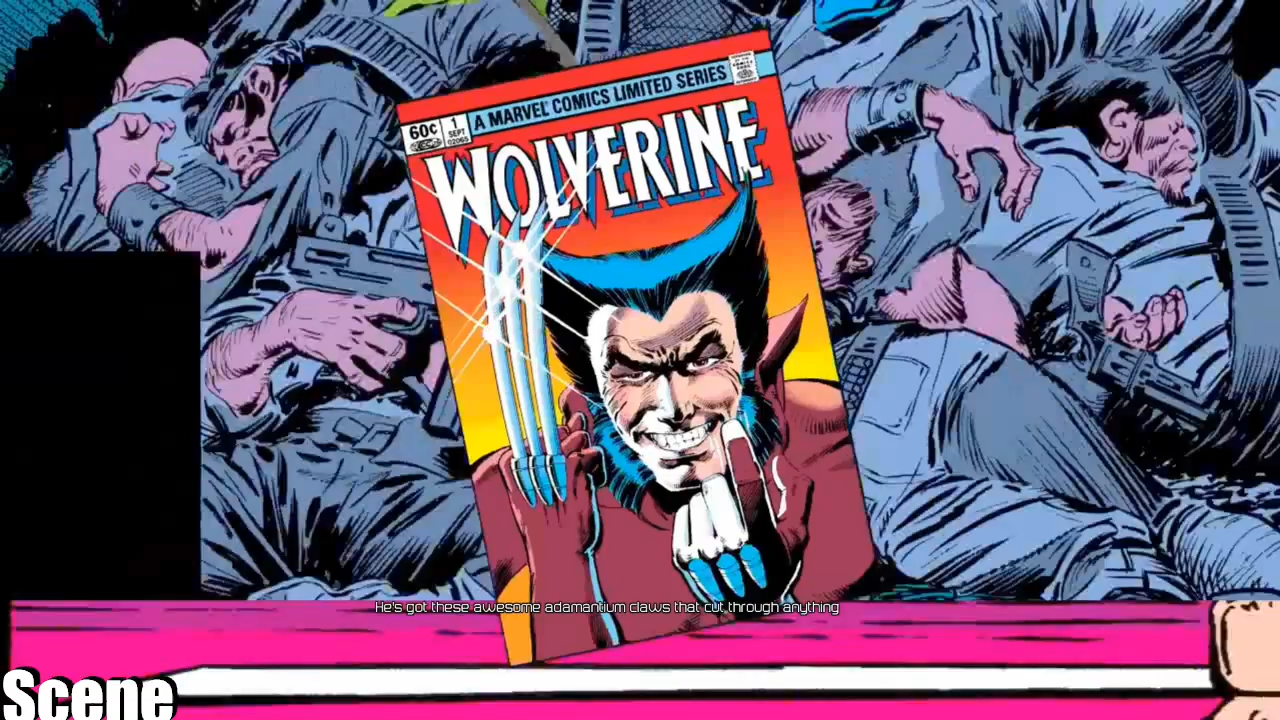 A MARVEL COMICS LIMITED SERIES
60¢
1
SEPT
02065
WOLVERINE
He's got these awesome adamantium claws that cut through anything
Scene